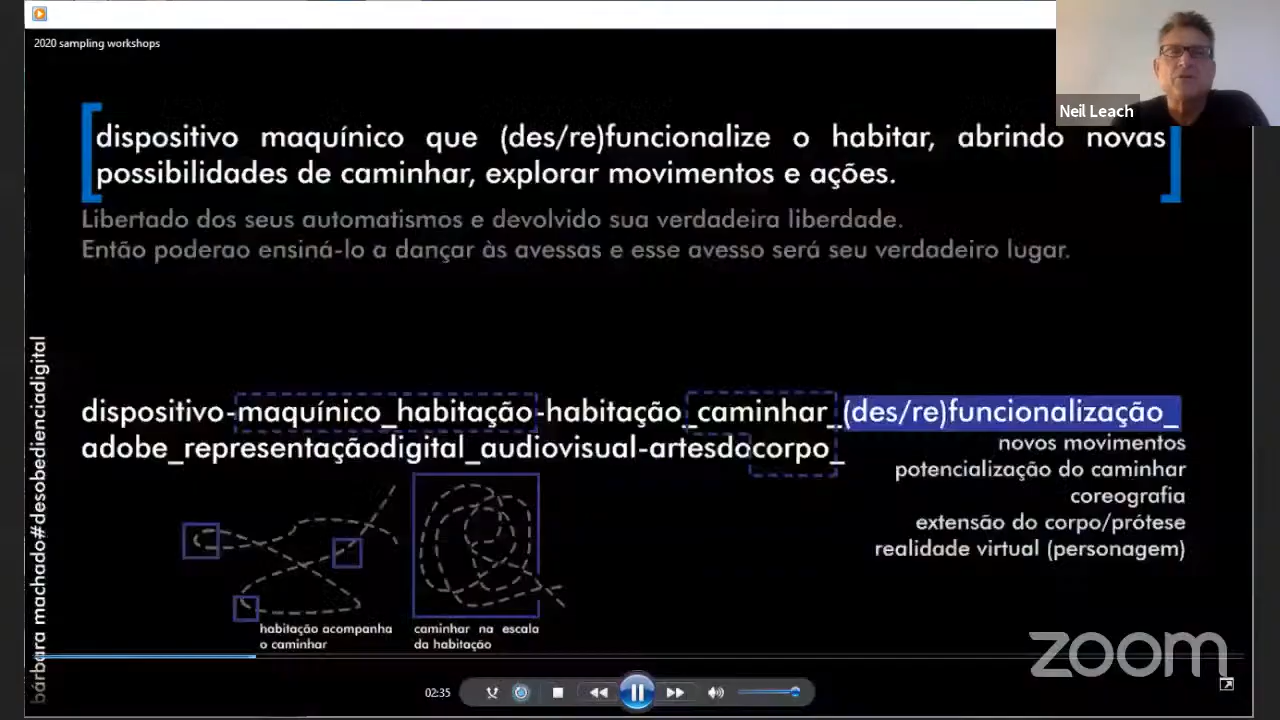 2020 sampling workshops
Neil Leach
dispositivo maquínico que (des/re)funcionalize o habitar, abrindo novas
possibilidades de caminhar, explorar movimentos e ações.
Libertado dos seus automatismos e devolvido sua verdadeira liberdade.
Então poderao ensiná-lo a dançar às avessas e esse avesso será seu verdadeiro lugar.
bárbara machado#desobedienciadigital
dispositivo-maquínico_habitação-habitação_caminhar_(des/re)funcionalização_
adobe_representaçãodigital_audiovisual-artesdocorpo_
novos movimentos
potencialização do caminhar
coreografia
extensão do corpo/prótese
realidade virtual (personagem)
habitação acompanha
o caminhar
caminhar na escala
da habitação
zoom
02:35